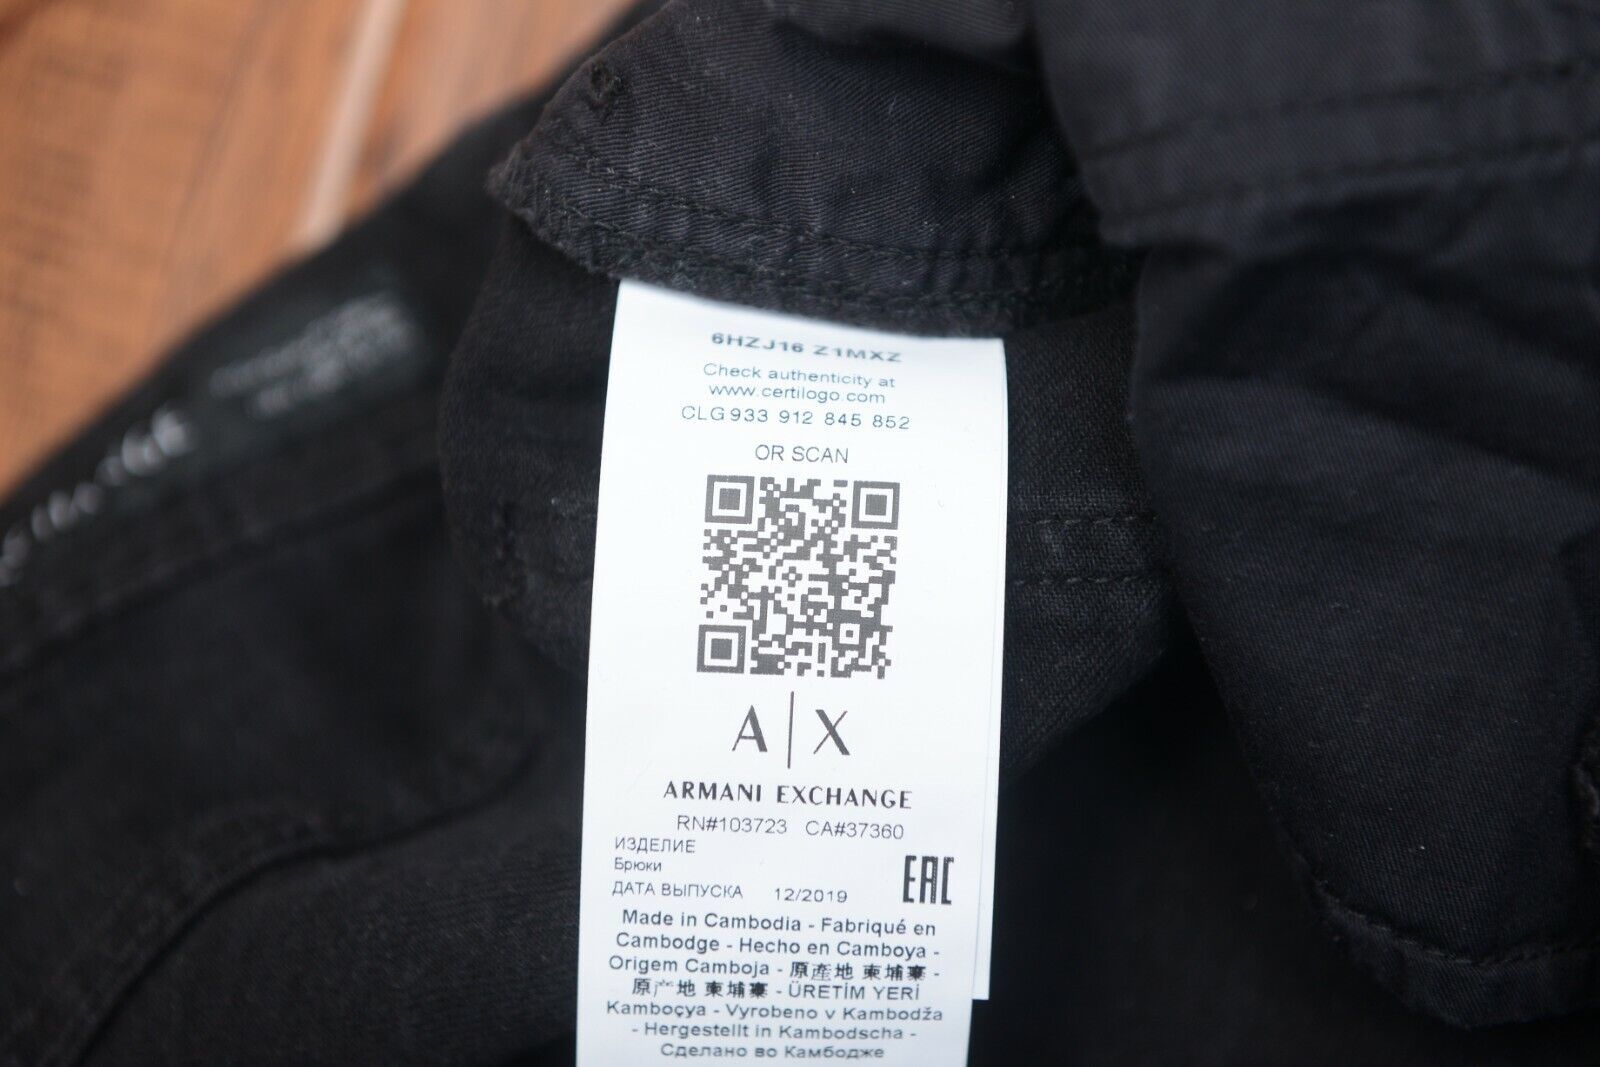 6HZJ16 Z1MXZ
Check authenticity at
www.certilogo.com
CLG 933 912 845 852
OR SCAN
A|X
ARMANI EXCHANGE
RN#103723 CA#37360
ИЗДЕЛИЕ
Брюки
ДАТА ВЫПУСКА 12/2019
EAC
Made in Cambodia - Fabriqué en
Cambodge - Hecho en Camboya -
Origem Camboja - 原產地 柬埔寨 -
原产地 柬埔寨 - ÜRETİM YERİ
Kamboçya - Vyrobeno v Kambodža
- Hergestellt in Kambodscha -
Сделано во Камбодже